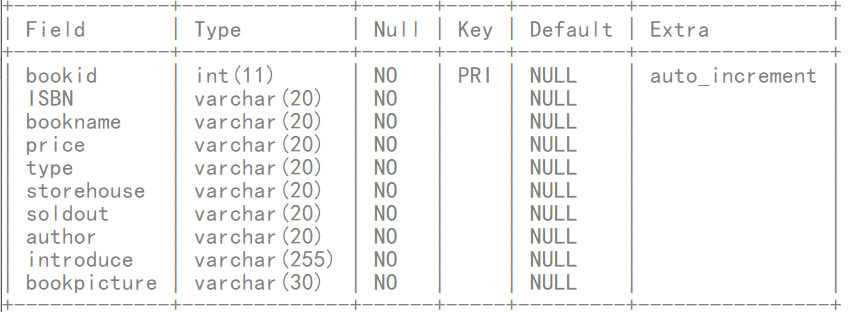 +------------+--------------+------+-----+---------+----------------+
| Field | Type | Null | Key | Default | Extra |
+------------+--------------+------+-----+---------+----------------+
| bookid | int(11) | NO | PRI | NULL | auto_increment |
| ISBN | varchar(20) | NO | | NULL | |
| bookname | varchar(20) | NO | | NULL | |
| price | varchar(20) | NO | | NULL | |
| type | varchar(20) | NO | | NULL | |
| storehouse | varchar(20) | NO | | NULL | |
| soldout | varchar(20) | NO | | NULL | |
| author | varchar(20) | NO | | NULL | |
| introduce | varchar(255) | NO | | NULL | |
| bookpicture | varchar(30) | NO | | NULL | |
+------------+--------------+------+-----+---------+----------------+